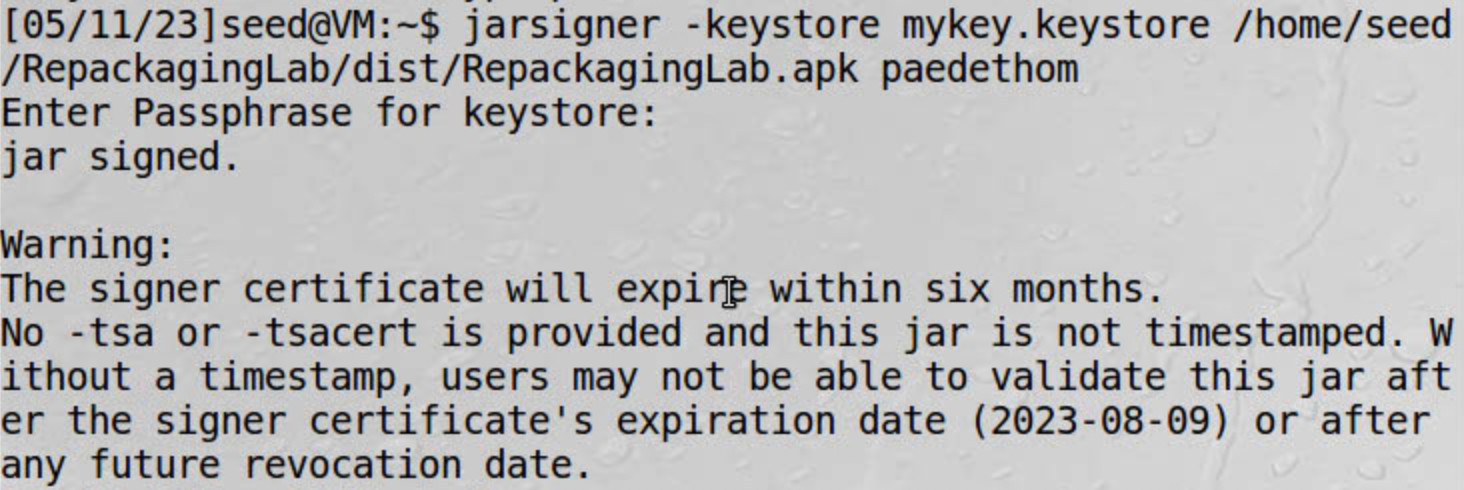 [05/11/23]seed@VM:~$ jarsigner -keystore mykey.keystore /home/seed
/RepackagingLab/dist/RepackagingLab.apk paedethom
Enter Passphrase for keystore:
jar signed.

Warning:
The signer certificate will expire within six months.
No -tsa or -tsacert is provided and this jar is not timestamped. W
ithout a timestamp, users may not be able to validate this jar aft
er the signer certificate's expiration date (2023-08-09) or after
any future revocation date.